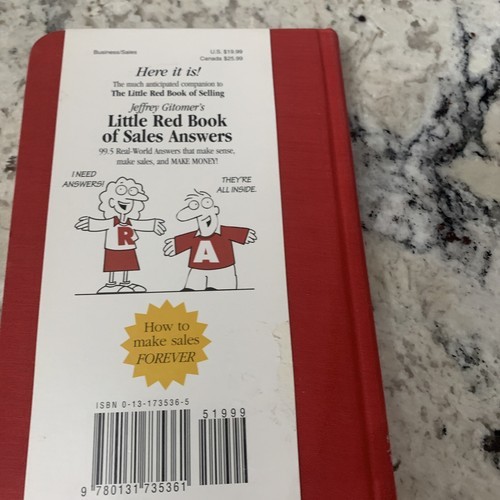 Business/Sales
U.S. $19.99
Canada $25.99
Here it is!
The much anticipated companion to
The Little Red Book of Selling
Jeffrey Gitomer's
Little Red Book
of Sales Answers
99.5 Real-World Answers that make sense,
make sales, and MAKE MONEY!
I NEED
ANSWERS!
THEY'RE
ALL INSIDE.
R
A
How to
make sales
FOREVER
ISBN 0-13-173536-5
51999
9 780131 735361